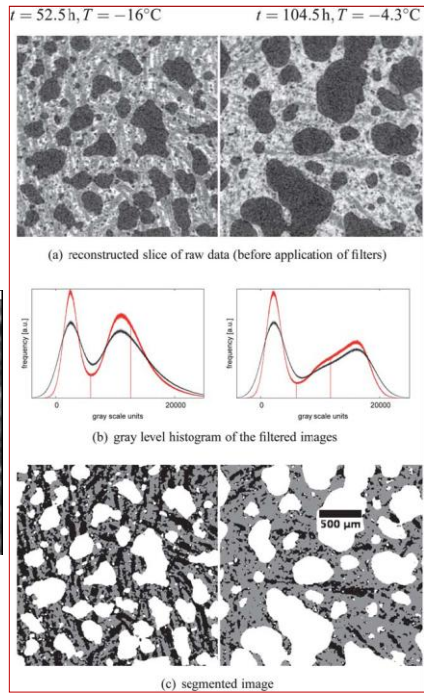 t = 52.5 h, T = −16°C    t = 104.5 h, T = −4.3°C
(a) reconstructed slice of raw data (before application of filters)
frequency [a.u.]    frequency [a.u.]
0    20000    0    20000
gray scale units    gray scale units
(b) gray level histogram of the filtered images
500 µm
(c) segmented image